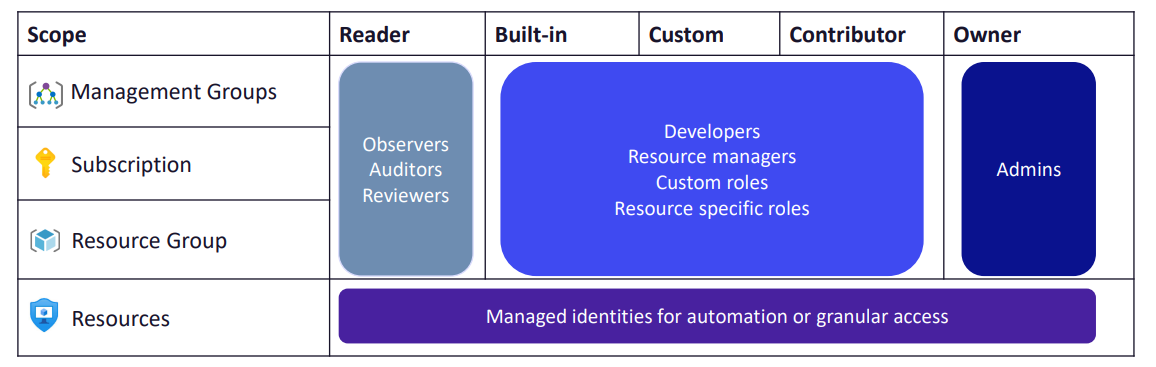 Scope Reader Built-in Custom Contributor Owner
Management Groups
Subscription
Resource Group
Observers
Auditors
Reviewers
Developers
Resource managers
Custom roles
Resource specific roles
Admins
Resources
Managed identities for automation or granular access